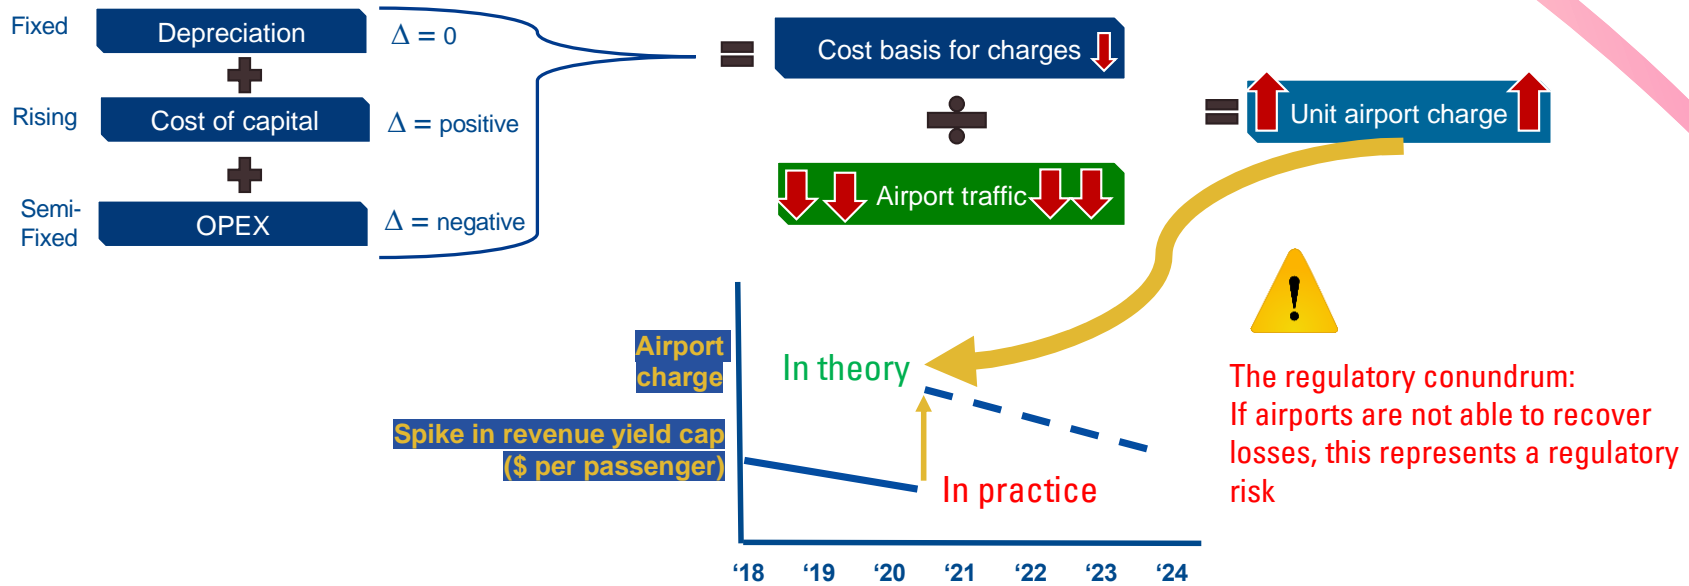 Fixed
Depreciation
Δ = 0
Rising
Cost of capital
Δ = positive
Semi-
Fixed
OPEX
Δ = negative
Cost basis for charges
Airport traffic
Unit airport charge
Airport
charge
Spike in revenue yield cap
($ per passenger)
In theory
In practice
‘18 ‘19 ‘20 ‘21 ‘22 ‘23 ‘24
!
The regulatory conundrum:
If airports are not able to recover
losses, this represents a regulatory
risk